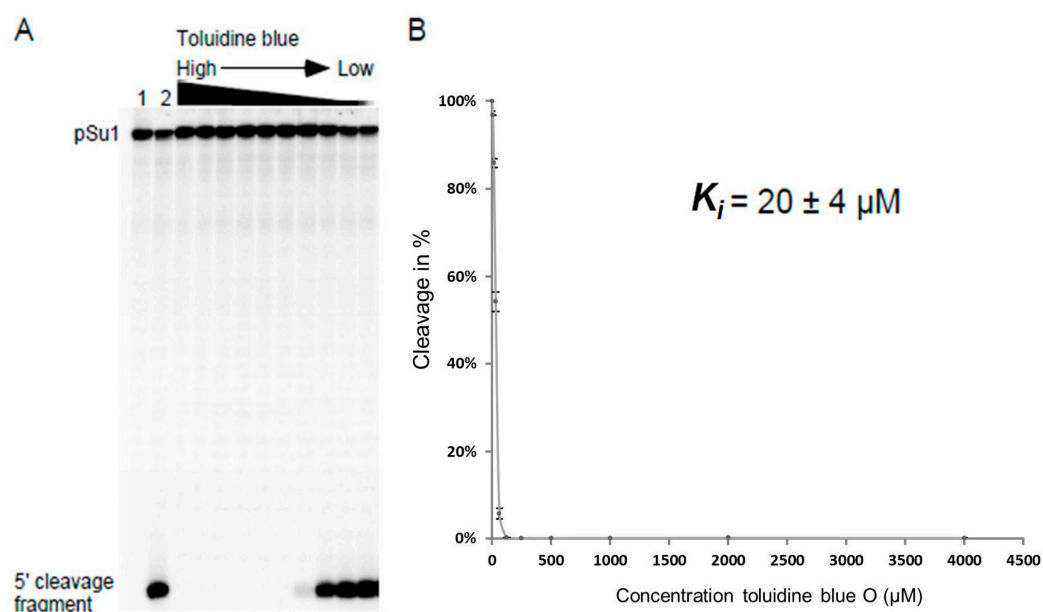 A
Toluidine blue
High Low
1 2
pSu1
5' cleavage
fragment
B
100%
80%
60%
40%
20%
0%
Cleavage in %
Ki = 20 ± 4 µM
0 500 1000 1500 2000 2500 3000 3500 4000 4500
Concentration toluidine blue O (µM)